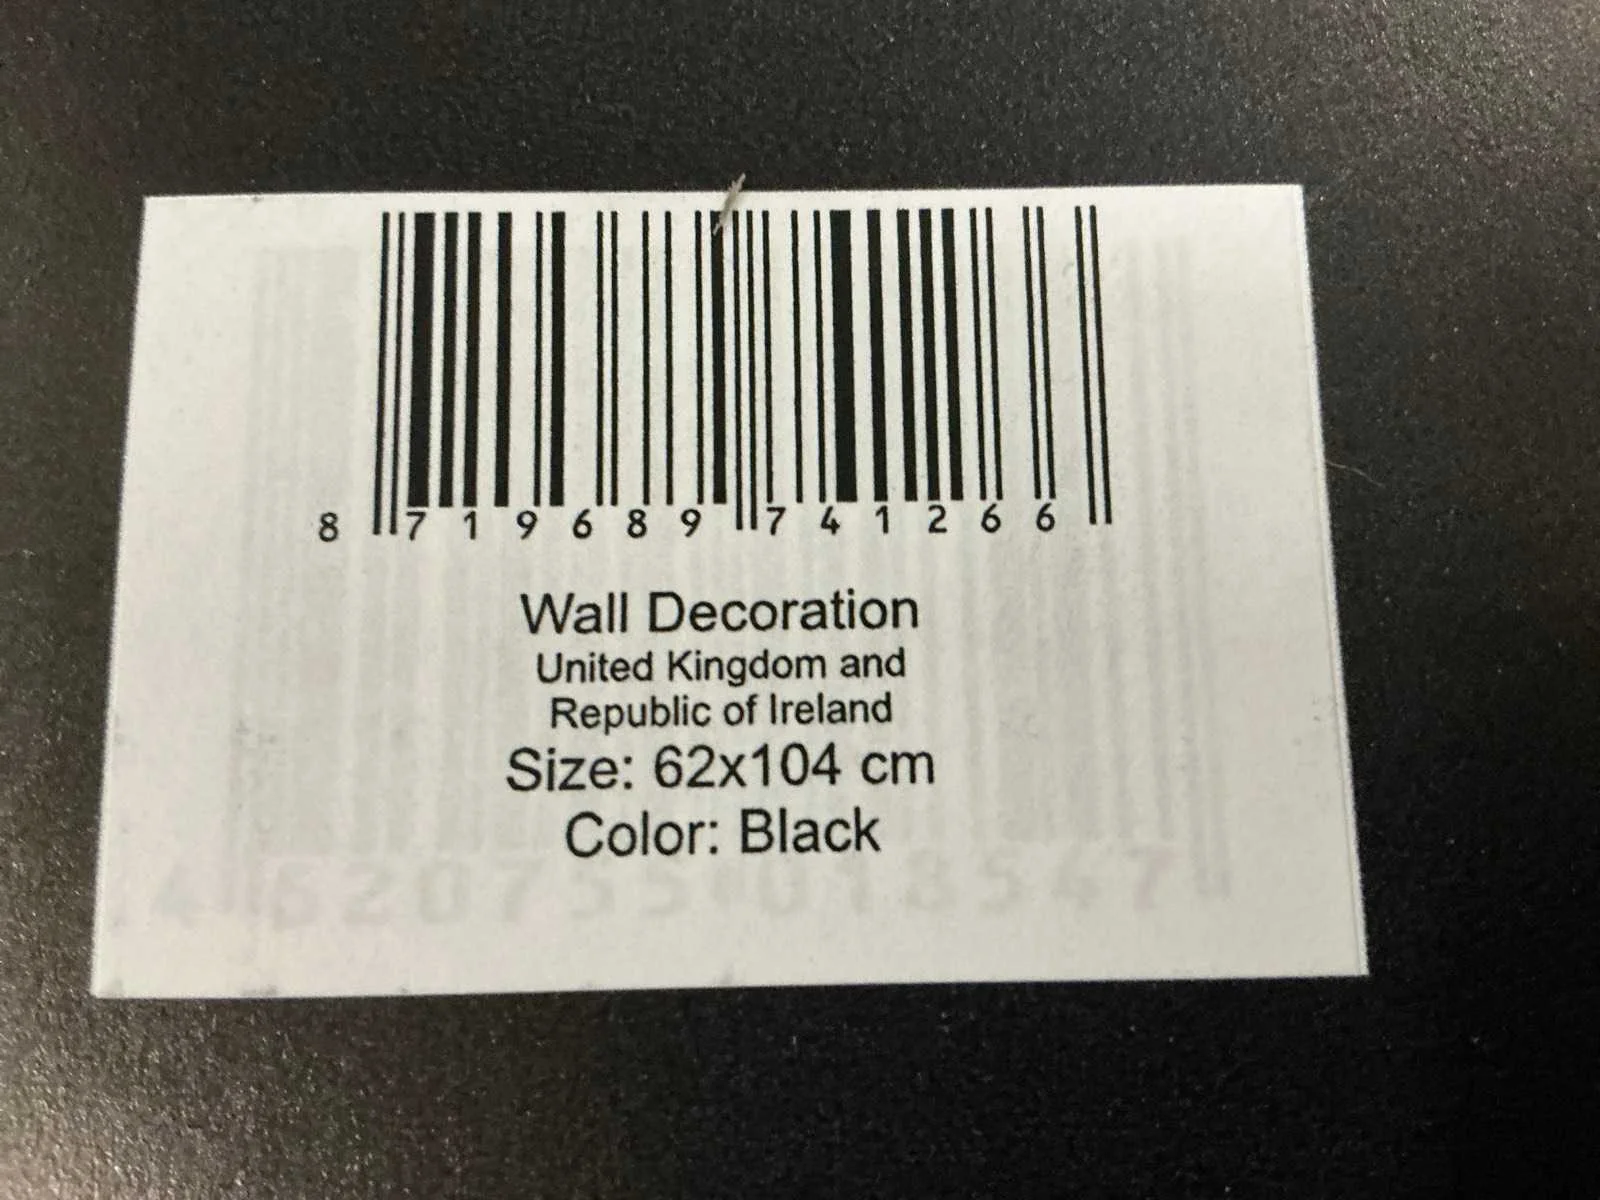 8 719689 741266
Wall Decoration
United Kingdom and
Republic of Ireland
Size: 62x104 cm
Color: Black